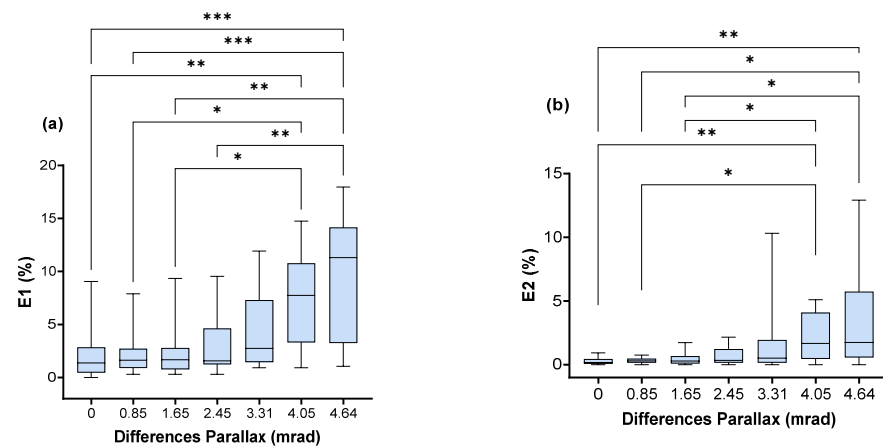 ***
***
**
**
*
**
*
(a)
20
15
10
5
0
E1 (%)
0 0.85 1.65 2.45 3.31 4.05 4.64
Differences Parallax (mrad)
**
*
*
*
**
*
(b)
15
10
5
0
E2 (%)
0 0.85 1.65 2.45 3.31 4.05 4.64
Differences Parallax (mrad)